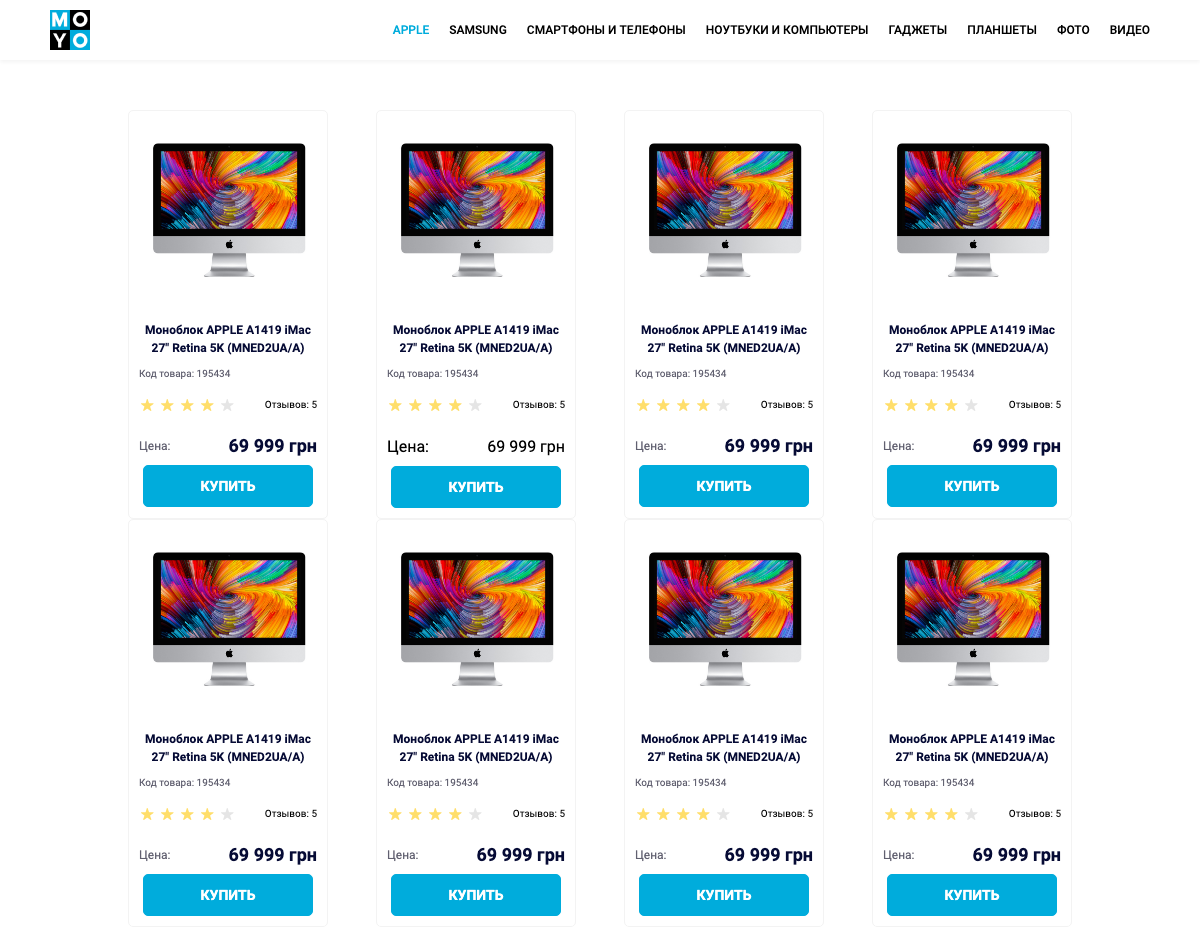 MO
YO
APPLE SAMSUNG СМАРТФОНЫ И ТЕЛЕФОНЫ НОУТБУКИ И КОМПЬЮТЕРЫ ГАДЖЕТЫ ПЛАНШЕТЫ ФОТО ВИДЕО
Моноблок APPLE A1419 iMac
27" Retina 5K (MNED2UA/A)
Код товара: 195434
Отзывов: 5
Цена: 69 999 грн
КУПИТЬ
Моноблок APPLE A1419 iMac
27" Retina 5K (MNED2UA/A)
Код товара: 195434
Отзывов: 5
Цена: 69 999 грн
КУПИТЬ
Моноблок APPLE A1419 iMac
27" Retina 5K (MNED2UA/A)
Код товара: 195434
Отзывов: 5
Цена: 69 999 грн
КУПИТЬ
Моноблок APPLE A1419 iMac
27" Retina 5K (MNED2UA/A)
Код товара: 195434
Отзывов: 5
Цена: 69 999 грн
КУПИТЬ
Моноблок APPLE A1419 iMac
27" Retina 5K (MNED2UA/A)
Код товара: 195434
Отзывов: 5
Цена: 69 999 грн
КУПИТЬ
Моноблок APPLE A1419 iMac
27" Retina 5K (MNED2UA/A)
Код товара: 195434
Отзывов: 5
Цена: 69 999 грн
КУПИТЬ
Моноблок APPLE A1419 iMac
27" Retina 5K (MNED2UA/A)
Код товара: 195434
Отзывов: 5
Цена: 69 999 грн
КУПИТЬ
Моноблок APPLE A1419 iMac
27" Retina 5K (MNED2UA/A)
Код товара: 195434
Отзывов: 5
Цена: 69 999 грн
КУПИТЬ